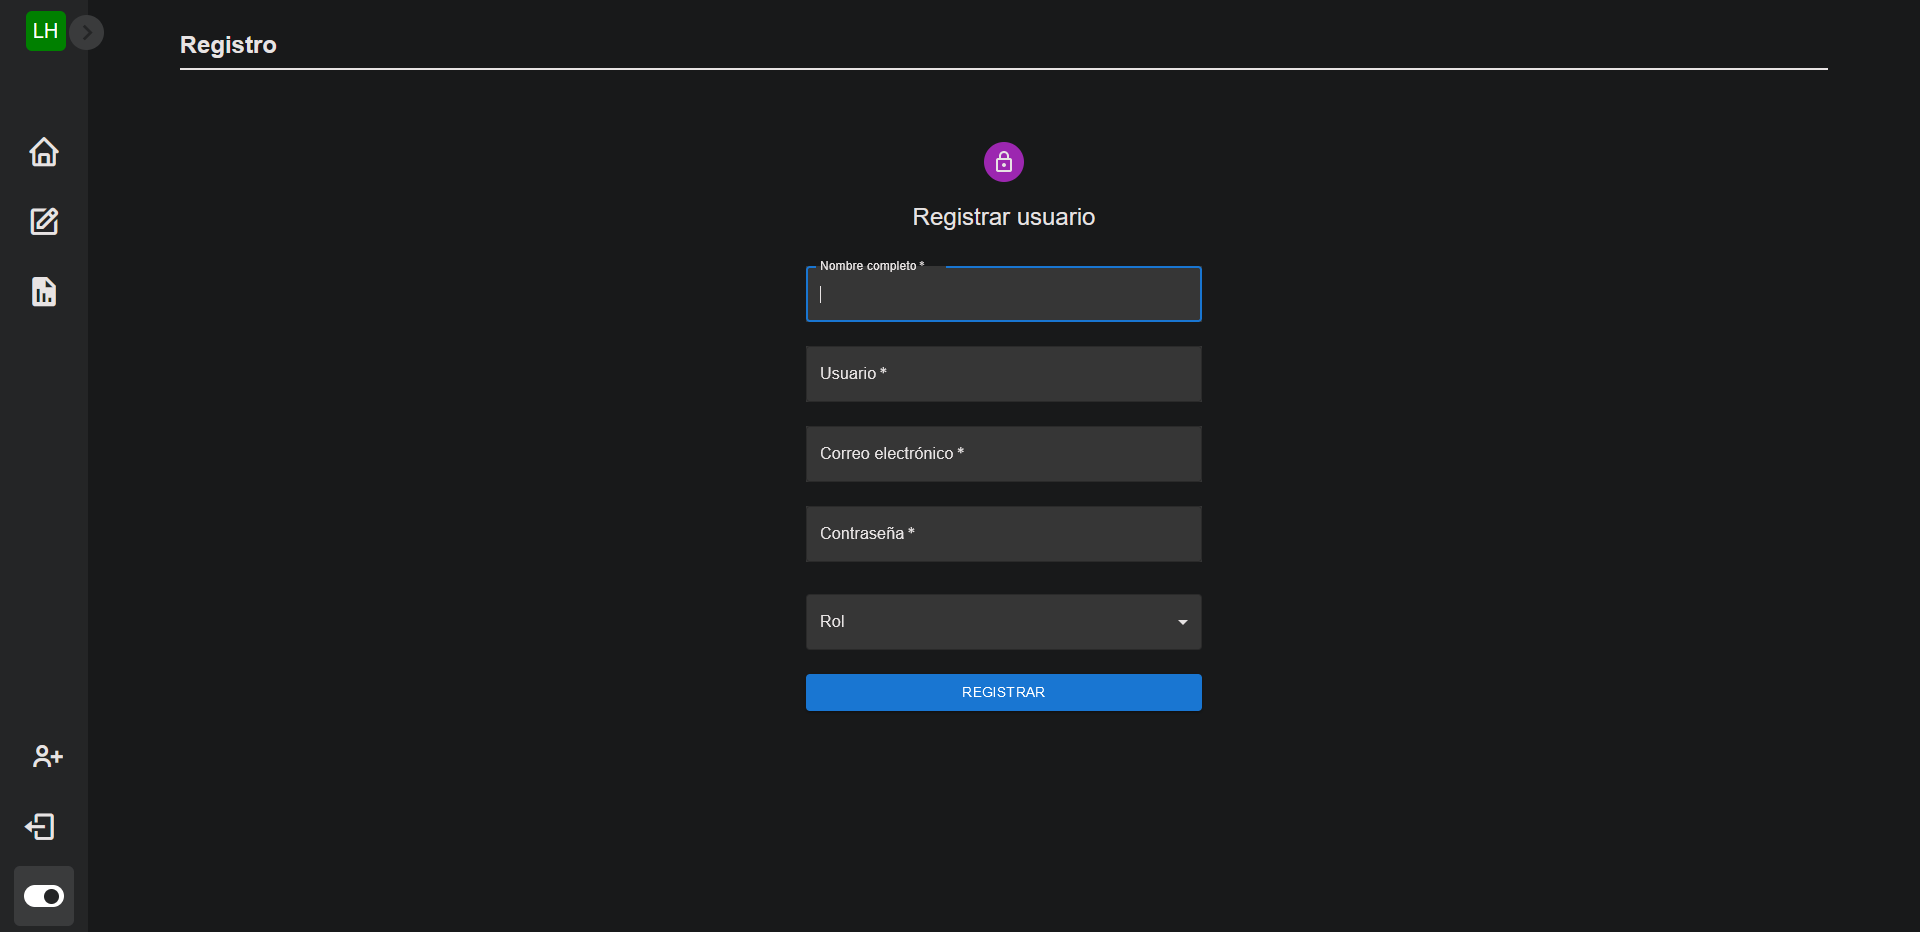 LH
Registro
Registrar usuario
Nombre completo *
Usuario *
Correo electrónico *
Contraseña *
Rol
REGISTRAR